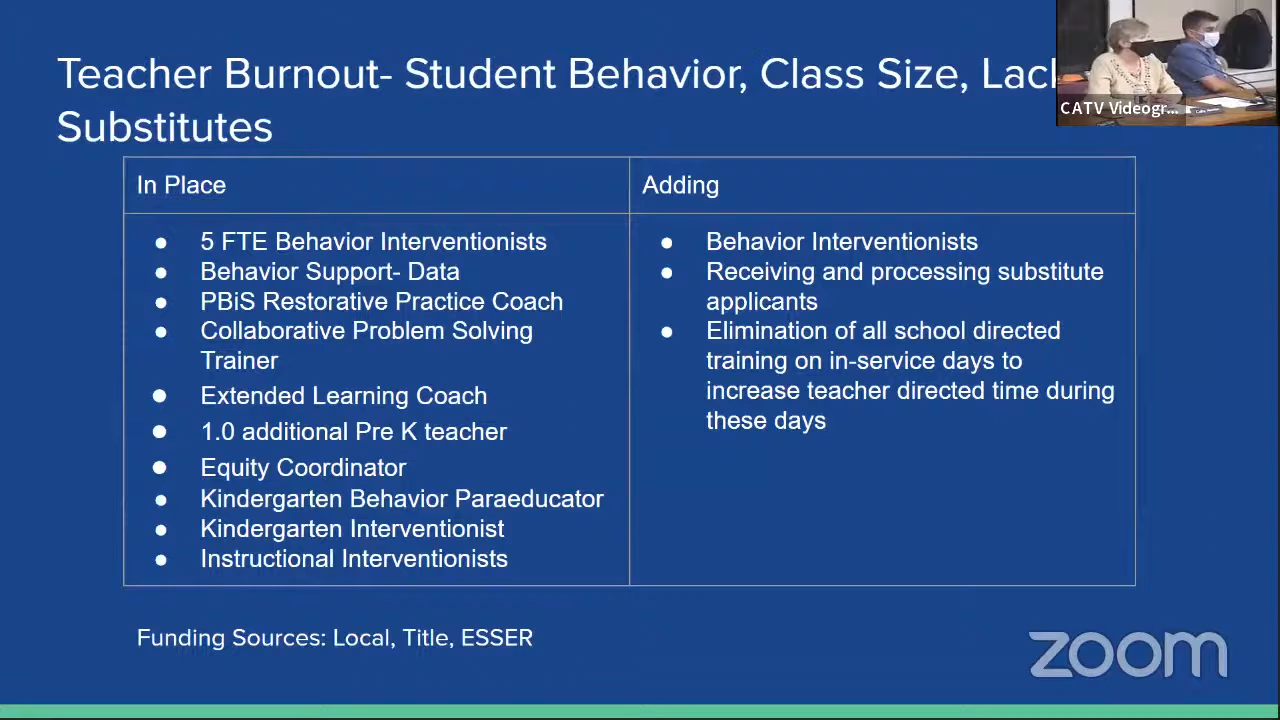 Teacher Burnout- Student Behavior, Class Size, Lack
Substitutes
CATV Videogr...
In Place
Adding
● 5 FTE Behavior Interventionists
● Behavior Support- Data
● PBiS Restorative Practice Coach
● Collaborative Problem Solving
Trainer
● Extended Learning Coach
● 1.0 additional Pre K teacher
● Equity Coordinator
● Kindergarten Behavior Paraeducator
● Kindergarten Interventionist
● Instructional Interventionists
● Behavior Interventionists
● Receiving and processing substitute
applicants
● Elimination of all school directed
training on in-service days to
increase teacher directed time during
these days
Funding Sources: Local, Title, ESSER
zoom